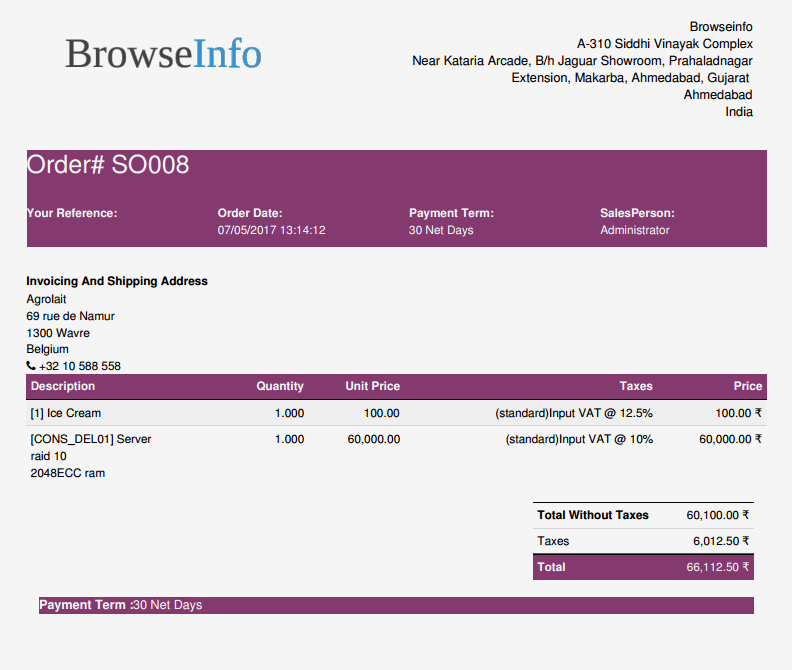 BrowseInfo
Browseinfo
A-310 Siddhi Vinayak Complex
Near Kataria Arcade, B/h Jaguar Showroom, Prahaladnagar
Extension, Makarba, Ahmedabad, Gujarat
Ahmedabad
India
Order# SO008
Your Reference: Order Date: Payment Term: SalesPerson:
07/05/2017 13:14:12 30 Net Days Administrator
Invoicing And Shipping Address
Agrolait
69 rue de Namur
1300 Wavre
Belgium
+32 10 588 558
Description Quantity Unit Price Taxes Price
[1] Ice Cream 1.000 100.00 (standard)Input VAT @ 12.5% 100.00 ₹
[CONS_DEL01] Server 1.000 60,000.00 (standard)Input VAT @ 10% 60,000.00 ₹
raid 10
2048ECC ram
Total Without Taxes 60,100.00 ₹
Taxes 6,012.50 ₹
Total 66,112.50 ₹
Payment Term :30 Net Days